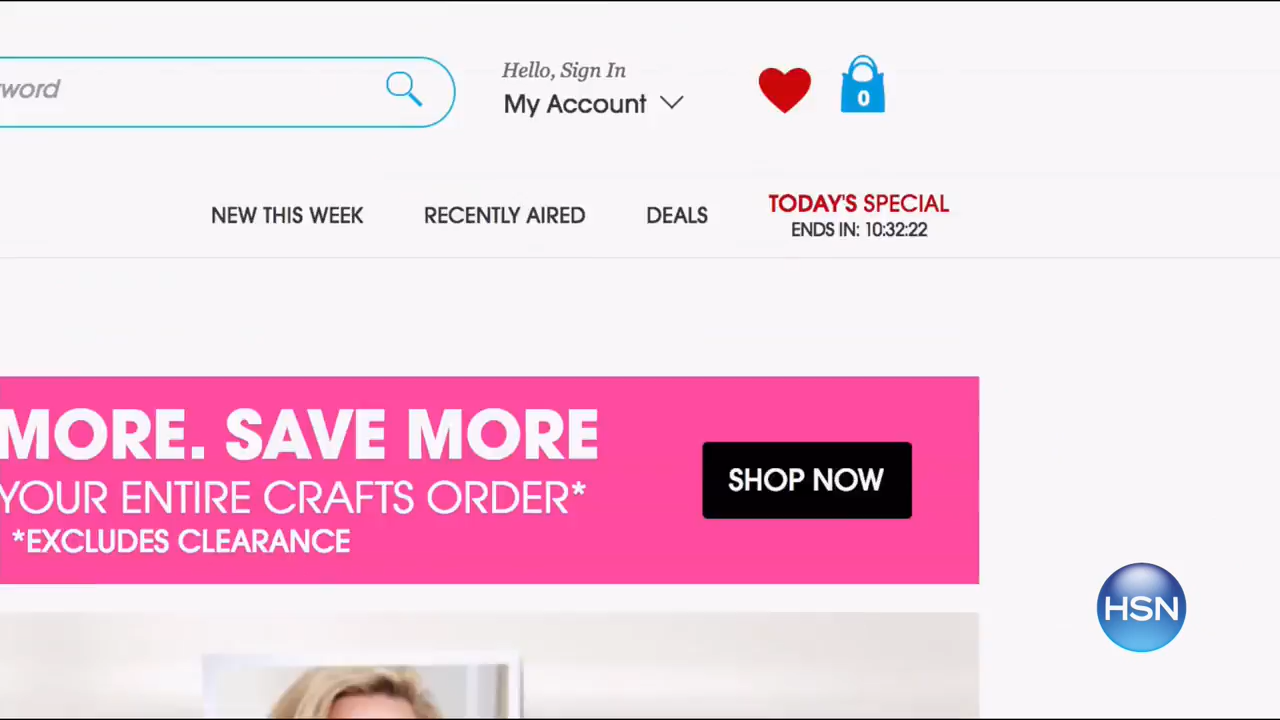 Hello, Sign In
My Account
0
NEW THIS WEEK
RECENTLY AIRED
DEALS
TODAY'S SPECIAL
ENDS IN: 10:32:22
MORE. SAVE MORE
YOUR ENTIRE CRAFTS ORDER*
*EXCLUDES CLEARANCE
SHOP NOW
HSN